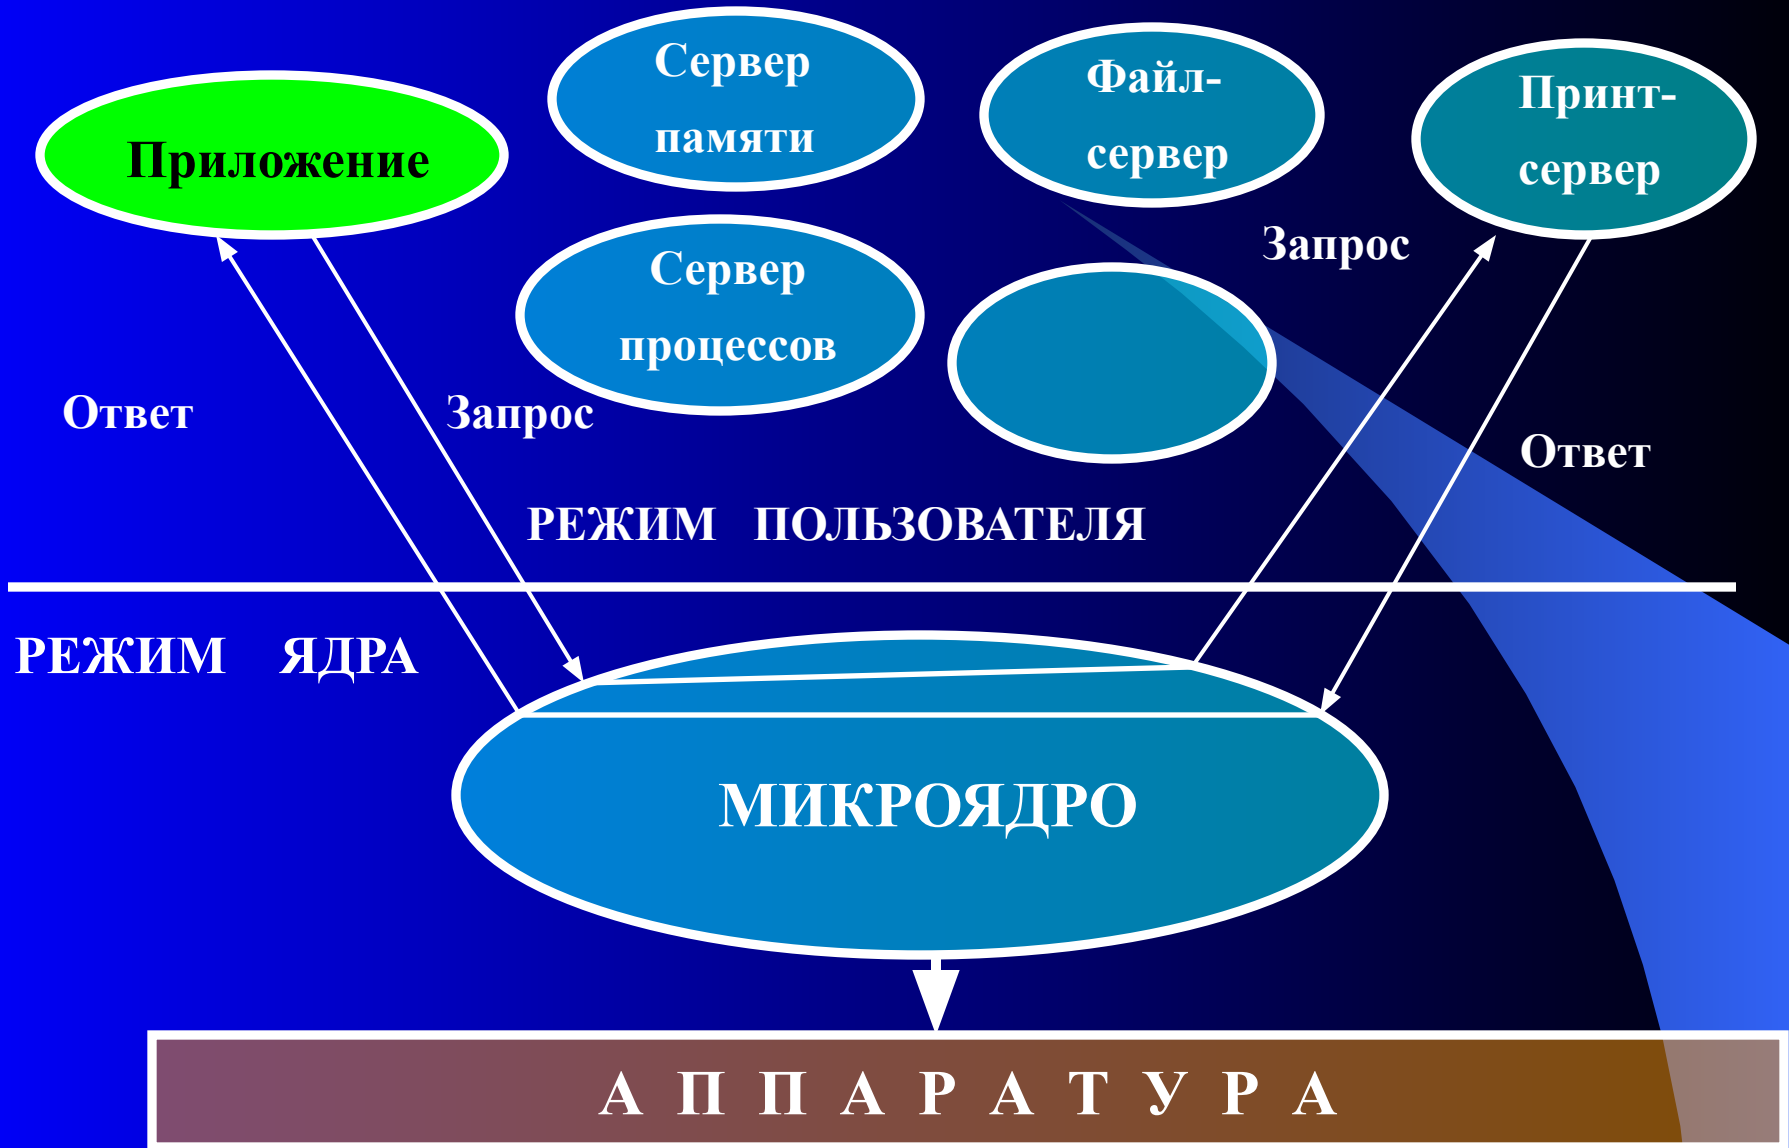 Приложение
Сервер
памяти
Файл-
сервер
Принт-
сервер
Сервер
процессов
Запрос
Ответ
Запрос
Ответ
РЕЖИМ ПОЛЬЗОВАТЕЛЯ
РЕЖИМ ЯДРА
МИКРОЯДРО
А П П А Р А Т У Р А